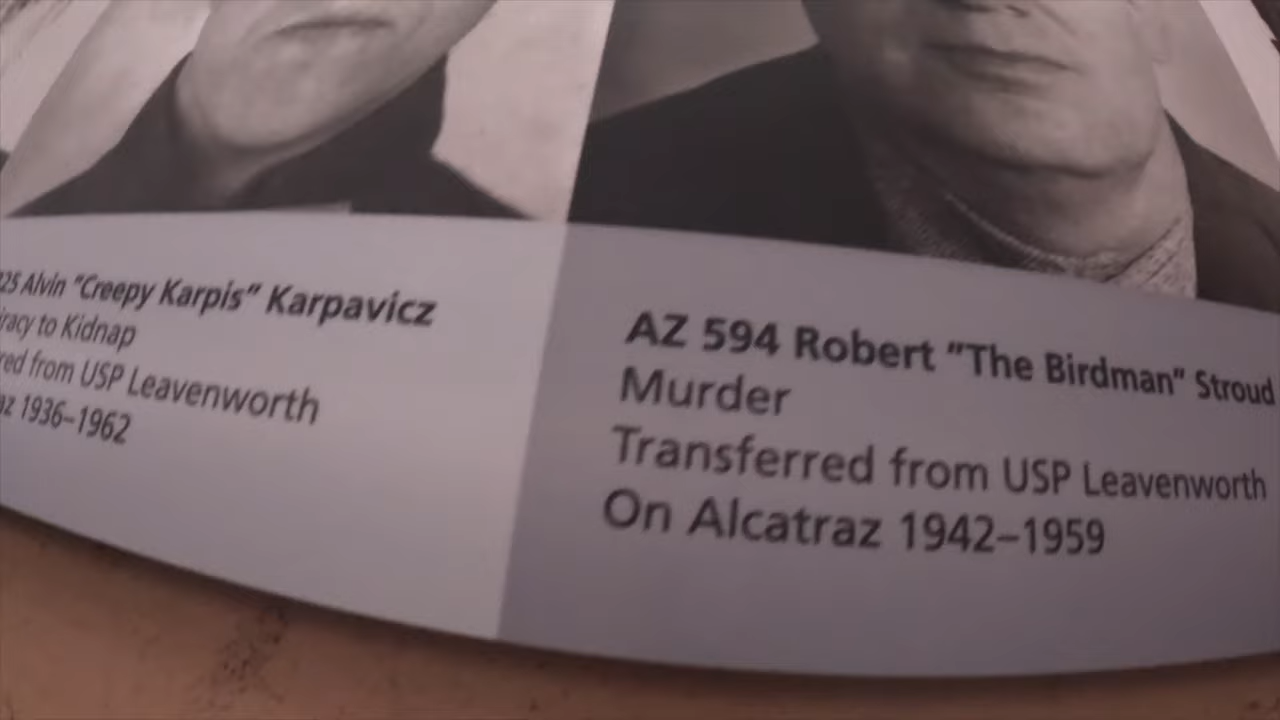 25 Alvin "Creepy Karpis" Karpavicz
to Kidnap
from USP Leavenworth
1936–1962
AZ 594 Robert "The Birdman" Stroud
Murder
Transferred from USP Leavenworth
On Alcatraz 1942–1959